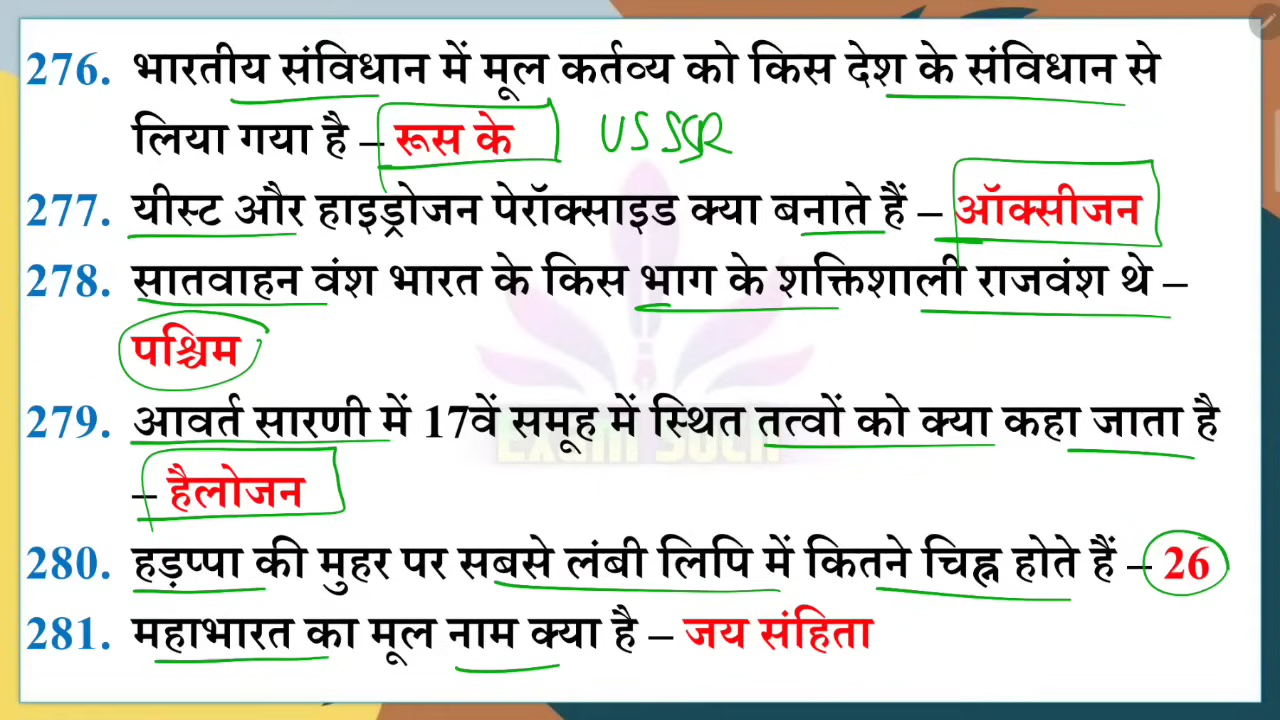 276. भारतीय संविधान में मूल कर्तव्य को किस देश के संविधान से
लिया गया है – रूस के USSR
277. यीस्ट और हाइड्रोजन पेरॉक्साइड क्या बनाते हैं – ऑक्सीजन
278. सातवाहन वंश भारत के किस भाग के शक्तिशाली राजवंश थे –
पश्चिम
279. आवर्त सारणी में 17वें समूह में स्थित तत्वों को क्या कहा जाता है
– हैलोजन
280. हड़प्पा की मुहर पर सबसे लंबी लिपि में कितने चिह्न होते हैं – 26
281. महाभारत का मूल नाम क्या है – जय संहिता
Exam Such